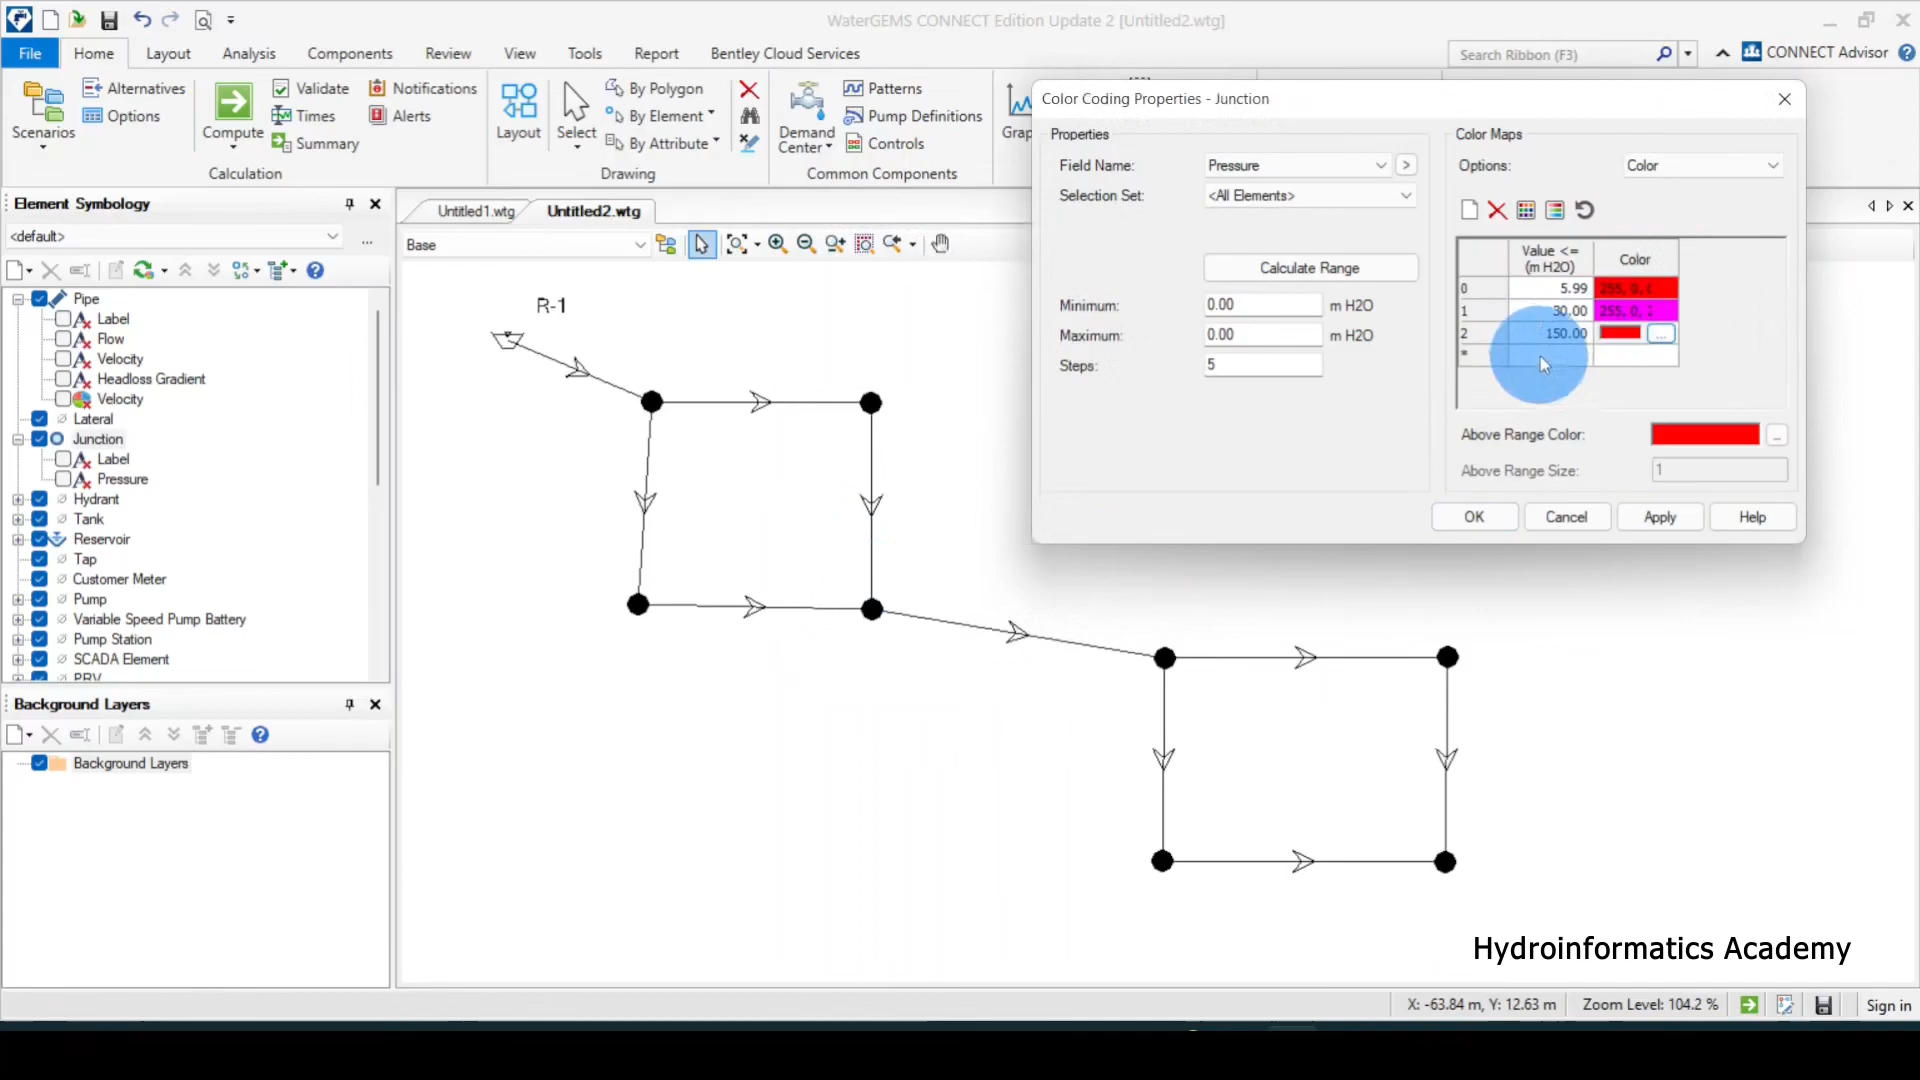 WaterGEMS CONNECT Edition Update 2 [Untitled2.wtg]
File Home Layout Analysis Components Review View Tools Report Bentley Cloud Services
Search Ribbon (F3)
CONNECT Advisor
Scenarios
Alternatives
Options
Compute
Validate
Times
Summary
Notifications
Alerts
Calculation
Layout
Select
By Polygon
By Element
By Attribute
Drawing
Demand Center
Patterns
Pump Definitions
Controls
Common Components
Grap
Element Symbology
<default>
Pipe
Label
Flow
Velocity
Headloss Gradient
Velocity
Lateral
Junction
Label
Pressure
Hydrant
Tank
Reservoir
Tap
Customer Meter
Pump
Variable Speed Pump Battery
Pump Station
SCADA Element
PRV
Background Layers
Background Layers
Untitled1.wtg
Untitled2.wtg
Base
R-1
Color Coding Properties - Junction
Properties
Field Name: Pressure
Selection Set: <All Elements>
Calculate Range
Minimum: 0.00 m H2O
Maximum: 0.00 m H2O
Steps: 5
Color Maps
Options: Color
Value <= (m H2O) Color
0 5.99 255, 0,
1 30.00 255, 0,
2 150.00 ...
*
Above Range Color: ...
Above Range Size: 1
OK Cancel Apply Help
Hydroinformatics Academy
X: -63.84 m, Y: 12.63 m Zoom Level: 104.2 % Sign in